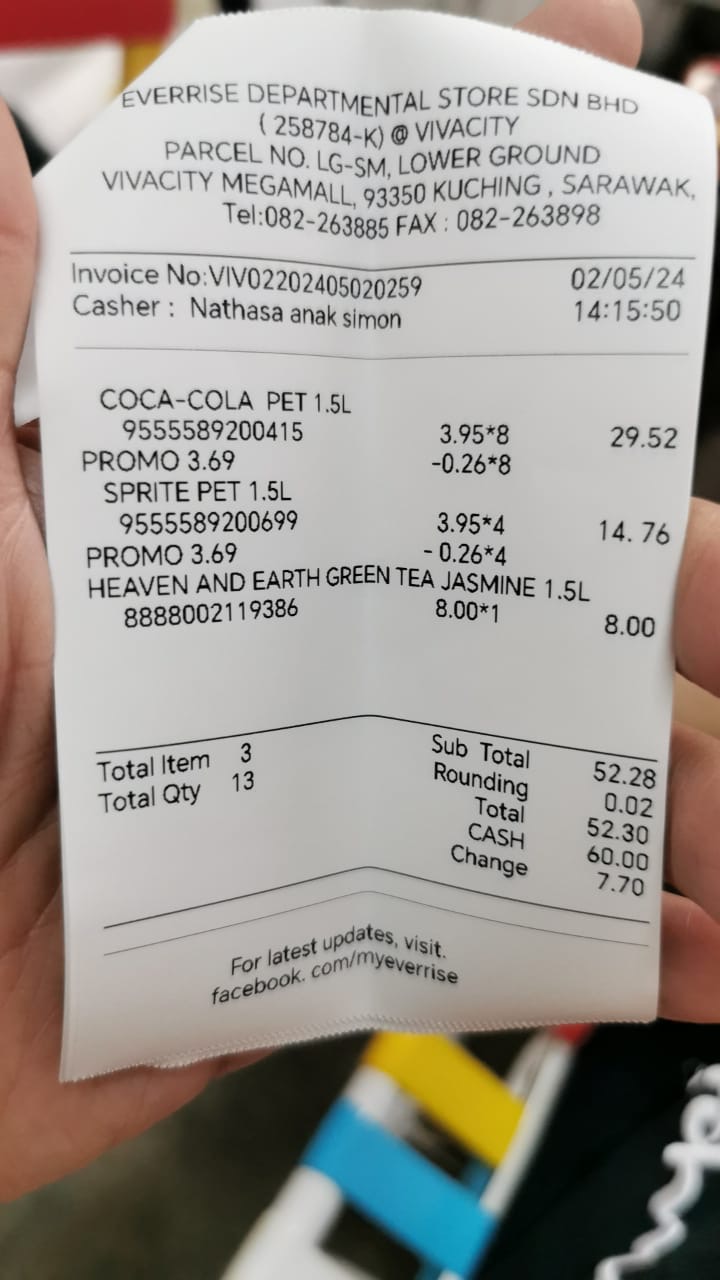 EVERRISE DEPARTMENTAL STORE SDN BHD
( 258784-K) @ VIVACITY
PARCEL NO. LG-SM, LOWER GROUND
VIVACITY MEGAMALL, 93350 KUCHING , SARAWAK,
Tel:082-263885 FAX : 082-263898
Invoice No:VIV02202405020259 02/05/24
Casher : Nathasa anak simon 14:15:50
COCA-COLA PET 1.5L
9555589200415 3.95*8 29.52
PROMO 3.69 -0.26*8
SPRITE PET 1.5L
9555589200699 3.95*4 14. 76
PROMO 3.69 - 0.26*4
HEAVEN AND EARTH GREEN TEA JASMINE 1.5L
8888002119386 8.00*1 8.00
Total Item 3 Sub Total 52.28
Total Qty 13 Rounding 0.02
Total 52.30
CASH 60.00
Change 7.70
For latest updates, visit.
facebook. com/myeverrise